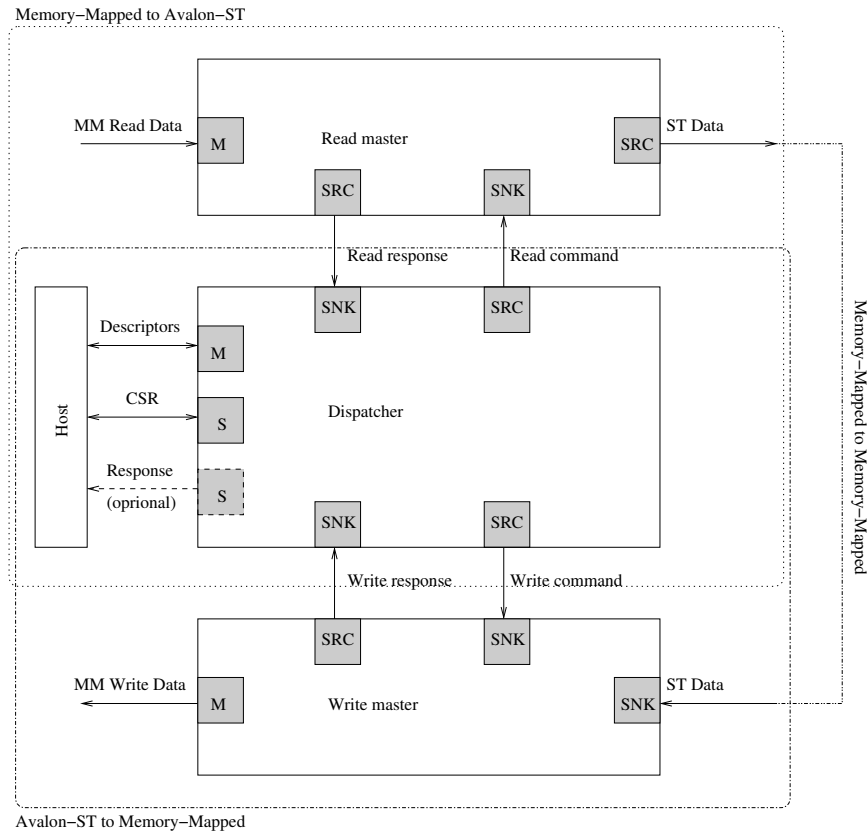 Memory−Mapped to Avalon−ST
MM Read Data
M
Read master
SRC
ST Data
SRC
SNK
Read response
Read command
SNK
SRC
Descriptors
M
Host
CSR
S
Dispatcher
Response
(oprional)
S
SNK
SRC
Memory−Mapped to Memory−Mapped
Write response
Write command
SRC
SNK
MM Write Data
M
Write master
SNK
ST Data
Avalon−ST to Memory−Mapped